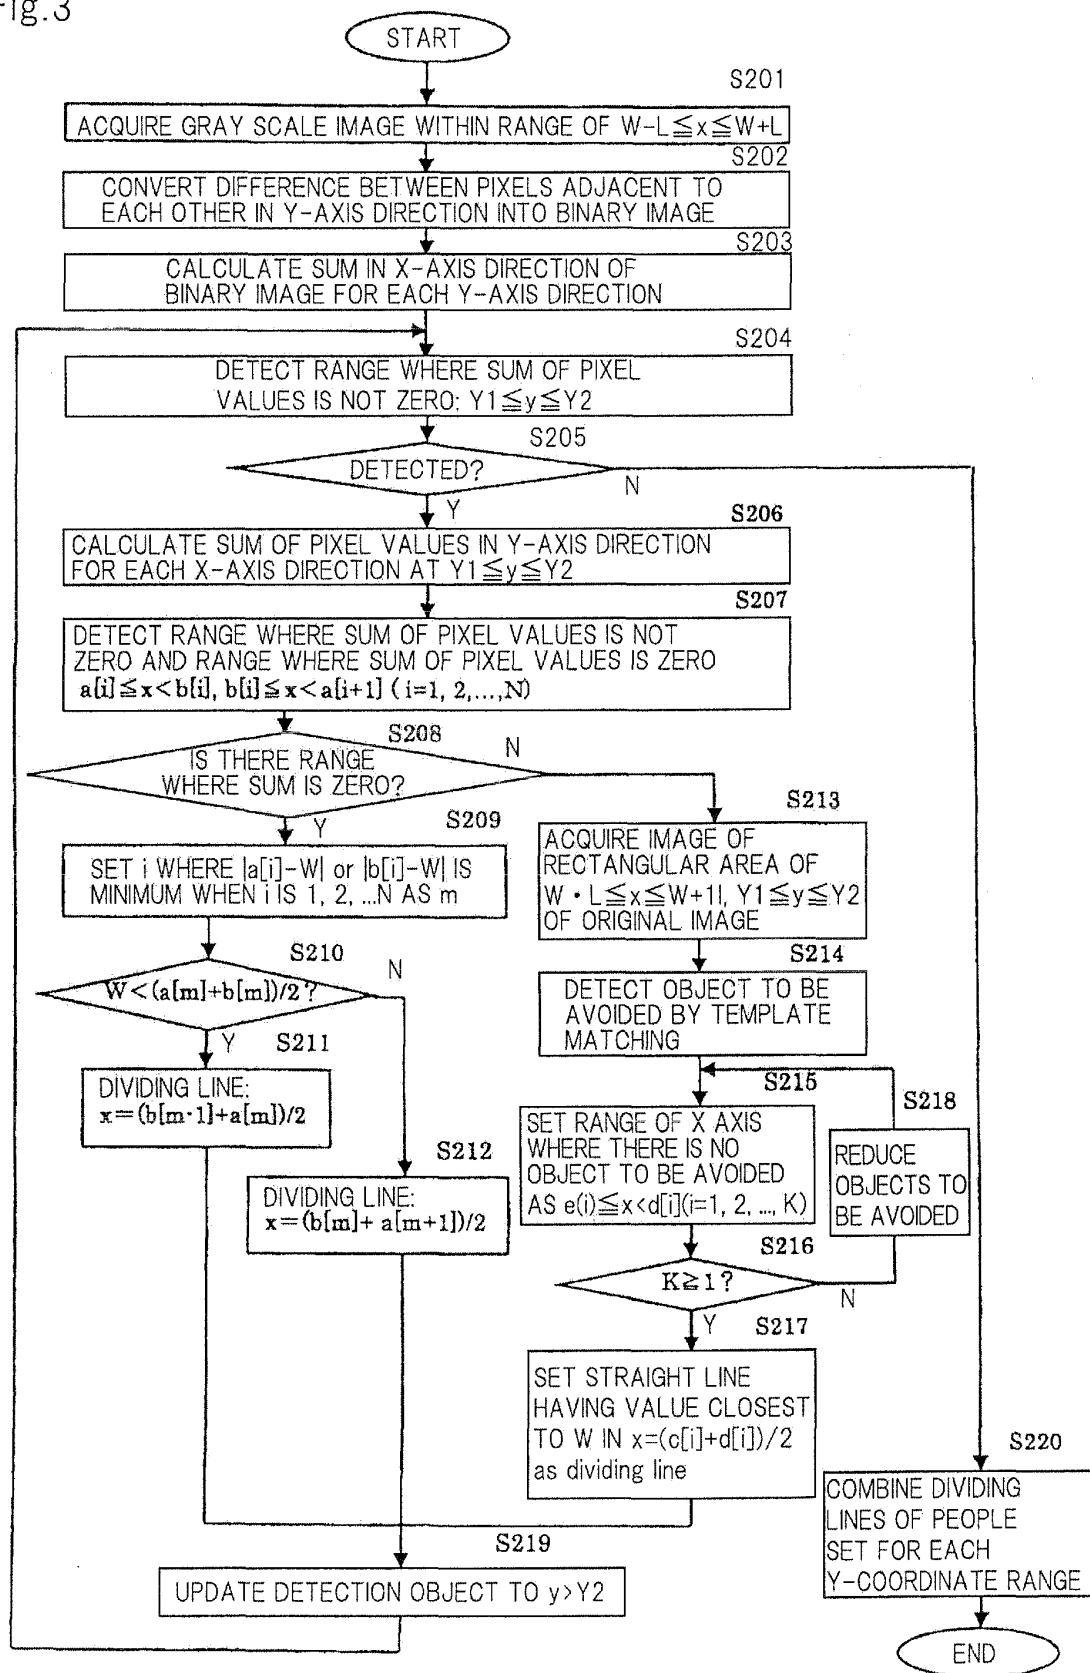 Fig.3
START
S201
ACQUIRE GRAY SCALE IMAGE WITHIN RANGE OF W-L≦x≦W+L
S202
CONVERT DIFFERENCE BETWEEN PIXELS ADJACENT TO
EACH OTHER IN Y-AXIS DIRECTION INTO BINARY IMAGE
S203
CALCULATE SUM IN X-AXIS DIRECTION OF
BINARY IMAGE FOR EACH Y-AXIS DIRECTION
S204
DETECT RANGE WHERE SUM OF PIXEL
VALUES IS NOT ZERO: Y1≦y≦Y2
S205
DETECTED?
N
Y
S206
CALCULATE SUM OF PIXEL VALUES IN Y-AXIS DIRECTION
FOR EACH X-AXIS DIRECTION AT Y1≦y≦Y2
S207
DETECT RANGE WHERE SUM OF PIXEL VALUES IS NOT
ZERO AND RANGE WHERE SUM OF PIXEL VALUES IS ZERO
a[i]≦x<b[i], b[i]≦x<a[i+1] (i=1, 2,...,N)
S208
IS THERE RANGE
WHERE SUM IS ZERO?
N
Y
S209
SET i WHERE |a[i]-W| or |b[i]-W| IS
MINIMUM WHEN i IS 1, 2, ...N AS m
S210
W<(a[m]+b[m])/2?
N
Y
S211
DIVIDING LINE:
x=(b[m·1]+a[m])/2
S212
DIVIDING LINE:
x=(b[m]+ a[m+1])/2
S213
ACQUIRE IMAGE OF
RECTANGULAR AREA OF
W·L≦x≦W+1l, Y1≦y≦Y2
OF ORIGINAL IMAGE
S214
DETECT OBJECT TO BE
AVOIDED BY TEMPLATE
MATCHING
S215
SET RANGE OF X AXIS
WHERE THERE IS NO
OBJECT TO BE AVOIDED
AS e(i)≦x<d[i](i=1, 2, ..., K)
S218
REDUCE
OBJECTS TO
BE AVOIDED
S216
K≧1?
N
Y
S217
SET STRAIGHT LINE
HAVING VALUE CLOSEST
TO W IN x=(c[i]+d[i])/2
as dividing line
S219
UPDATE DETECTION OBJECT TO y>Y2
S220
COMBINE DIVIDING
LINES OF PEOPLE
SET FOR EACH
Y-COORDINATE RANGE
END